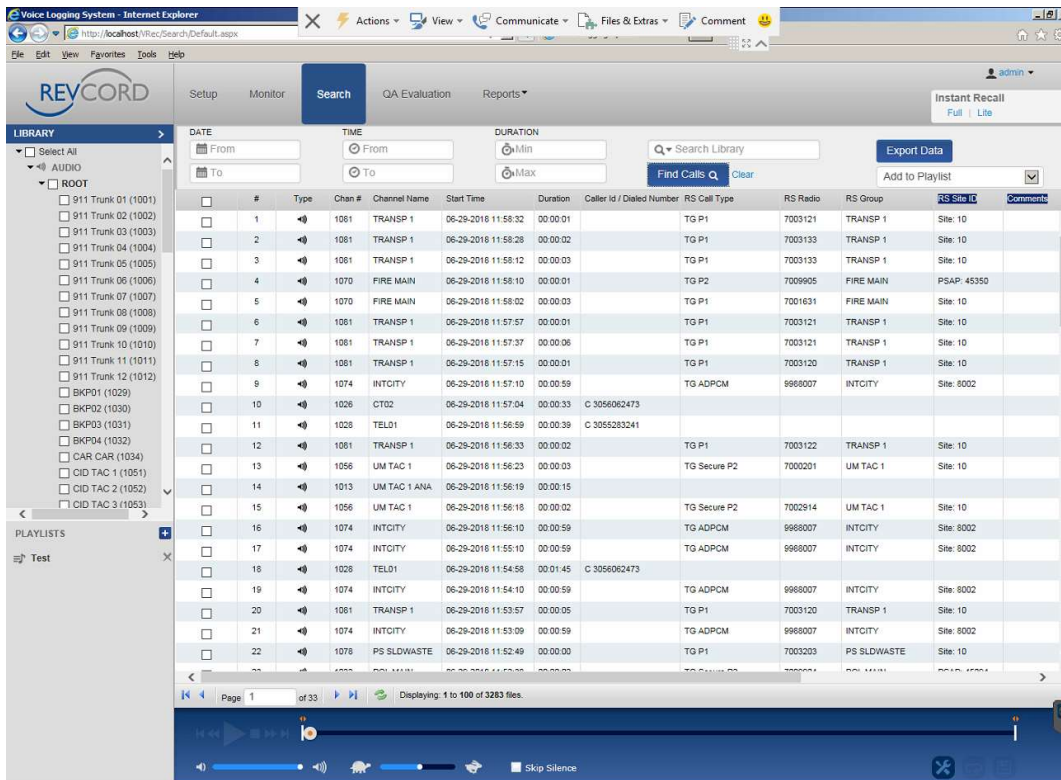 Voice Logging System - Internet Explorer
Actions View Communicate Files & Extras Comment
http://localhost/VRec/Search/Default.aspx
File Edit View Favorites Tools Help
REVCORD
Setup Monitor Search QA Evaluation Reports
admin
Instant Recall
Full | Lite
LIBRARY >
Select All
AUDIO
ROOT
911 Trunk 01 (1001)
911 Trunk 02 (1002)
911 Trunk 03 (1003)
911 Trunk 04 (1004)
911 Trunk 05 (1005)
911 Trunk 06 (1006)
911 Trunk 07 (1007)
911 Trunk 08 (1008)
911 Trunk 09 (1009)
911 Trunk 10 (1010)
911 Trunk 11 (1011)
911 Trunk 12 (1012)
BKP01 (1029)
BKP02 (1030)
BKP03 (1031)
BKP04 (1032)
CAR CAR (1034)
CID TAC 1 (1051)
CID TAC 2 (1052)
CID TAC 3 (1053)
PLAYLISTS +
Test
DATE TIME DURATION
From From Min Search Library Export Data
To To Max Find Calls Clear Add to Playlist
# Type Chan # Channel Name Start Time Duration Caller Id / Dialed Number RS Call Type RS Radio RS Group RS Site ID Comments
1 1081 TRANSP 1 06-29-2018 11:58:32 00:00:01 TG P1 7003121 TRANSP 1 Site: 10
2 1081 TRANSP 1 06-29-2018 11:58:28 00:00:02 TG P1 7003133 TRANSP 1 Site: 10
3 1081 TRANSP 1 06-29-2018 11:58:12 00:00:03 TG P1 7003133 TRANSP 1 Site: 10
4 1070 FIRE MAIN 06-29-2018 11:58:10 00:00:01 TG P2 7009905 FIRE MAIN PSAP: 45350
5 1070 FIRE MAIN 06-29-2018 11:58:02 00:00:03 TG P1 7001631 FIRE MAIN Site: 10
6 1081 TRANSP 1 06-29-2018 11:57:57 00:00:01 TG P1 7003121 TRANSP 1 Site: 10
7 1081 TRANSP 1 06-29-2018 11:57:37 00:00:06 TG P1 7003121 TRANSP 1 Site: 10
8 1081 TRANSP 1 06-29-2018 11:57:15 00:00:01 TG P1 7003120 TRANSP 1 Site: 10
9 1074 INTCITY 06-29-2018 11:57:10 00:00:59 TG ADPCM 9968007 INTCITY Site: 8002
10 1026 CT02 06-29-2018 11:57:04 00:00:33 C 3056062473
11 1028 TEL01 06-29-2018 11:56:59 00:00:39 C 3055283241
12 1081 TRANSP 1 06-29-2018 11:56:33 00:00:02 TG P1 7003122 TRANSP 1 Site: 10
13 1056 UM TAC 1 06-29-2018 11:56:23 00:00:03 TG Secure P2 7000201 UM TAC 1 Site: 10
14 1013 UM TAC 1 ANA 06-29-2018 11:56:19 00:00:15
15 1056 UM TAC 1 06-29-2018 11:56:18 00:00:02 TG Secure P2 7002914 UM TAC 1 Site: 10
16 1074 INTCITY 06-29-2018 11:56:10 00:00:59 TG ADPCM 9968007 INTCITY Site: 8002
17 1074 INTCITY 06-29-2018 11:55:10 00:00:59 TG ADPCM 9968007 INTCITY Site: 8002
18 1028 TEL01 06-29-2018 11:54:58 00:01:45 C 3056062473
19 1074 INTCITY 06-29-2018 11:54:10 00:00:59 TG ADPCM 9968007 INTCITY Site: 8002
20 1081 TRANSP 1 06-29-2018 11:53:57 00:00:05 TG P1 7003120 TRANSP 1 Site: 10
21 1074 INTCITY 06-29-2018 11:53:09 00:00:59 TG ADPCM 9968007 INTCITY Site: 8002
22 1078 PS SLDWASTE 06-29-2018 11:52:49 00:00:00 TG P1 7003203 PS SLDWASTE Site: 10
Page 1 of 33 Displaying: 1 to 100 of 3283 files.
Skip Silence